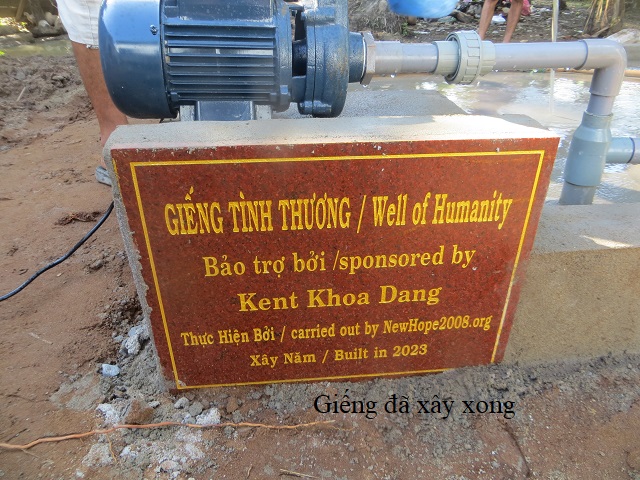 GIẾNG TÌNH THƯƠNG / Well of Humanity
Bảo trợ bởi /sponsored by
Kent Khoa Dang
Thực Hiện Bởi / carried out by NewHope2008.org
Xây Năm / Built in 2023
Giếng đã xây xong